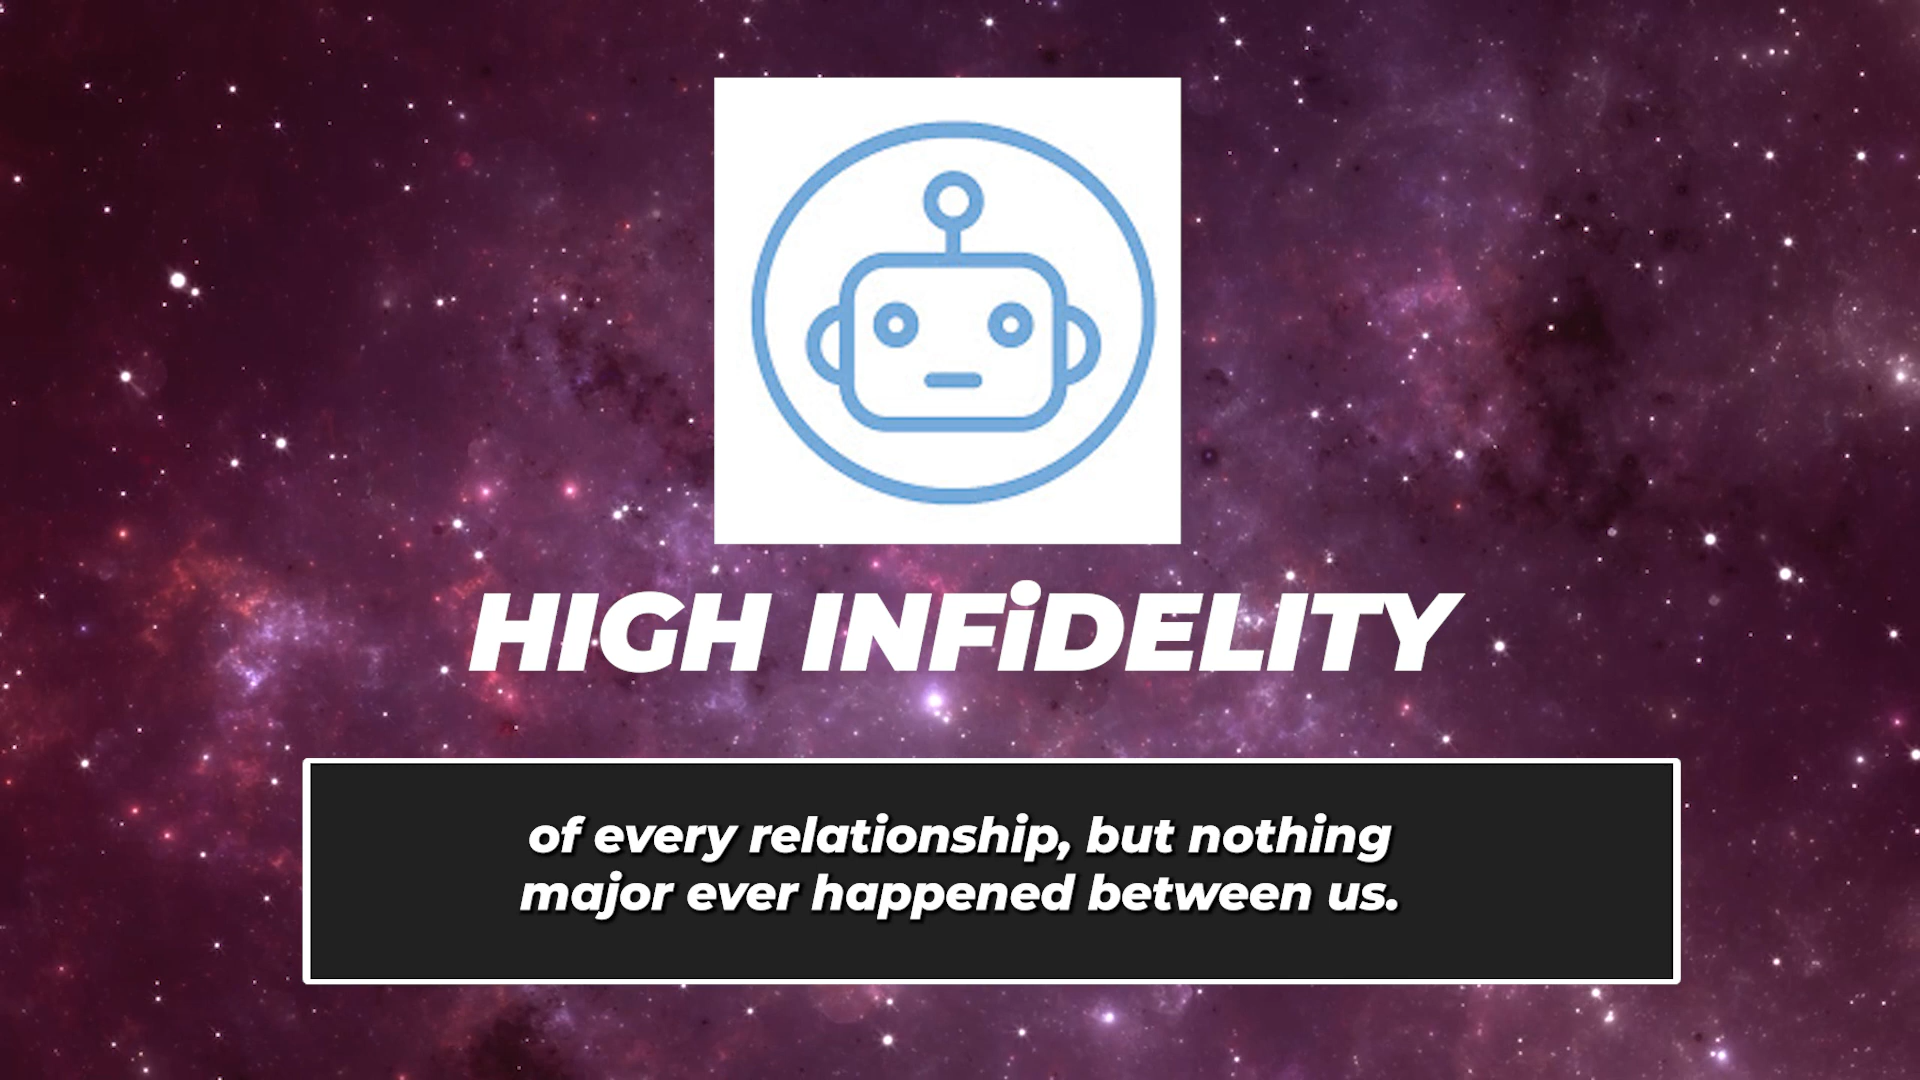 HIGH INFiDELITY
of every relationship, but nothing
major ever happened between us.